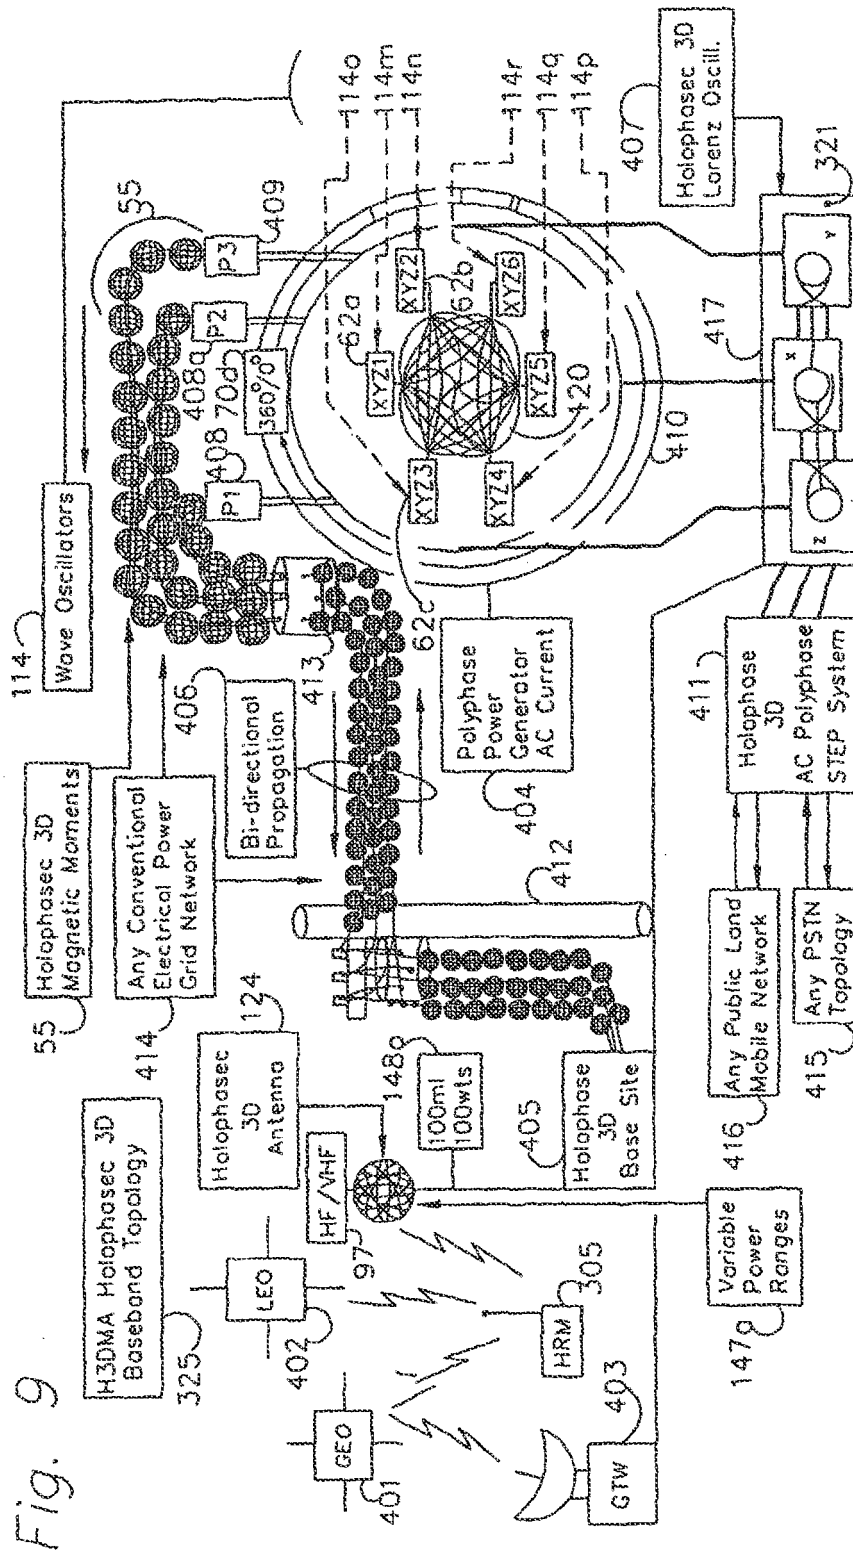 Fig. 9
H3DMA Holophasec 3D
Baseband Topology
325
GEO
401
LEO
402
GTW
403
HRM
305
HF/VHF
97
Holophasec
3D
Antenna
124
100ml
100wts
148a
Holophase
3D
Base Site
405
Variable
Power
Ranges
147a
Holophasec 3D
Magnetic Moments
55
Any Conventional
Electrical Power
Grid Network
414
Wave Oscillators
114
Bi-directional
Propagation
406
413
412
Polyphase
Power
Generator
AC Current
404
Any Public Land
Mobile Network
416
Any PSTN
Topology
415
Holophase
3D
AC Polyphase
STEP System
411
55
P1
408
P2
408a
P3
409
360°/0°
70d
XYZ1
62a
XYZ2
62b
XYZ3
62c
XYZ4
XYZ5
XYZ6
420
410
114o
114m
114n
114r
114q
114p
Holophasec 3D
Lorenz Oscill.
407
417
321
Z
X
Y